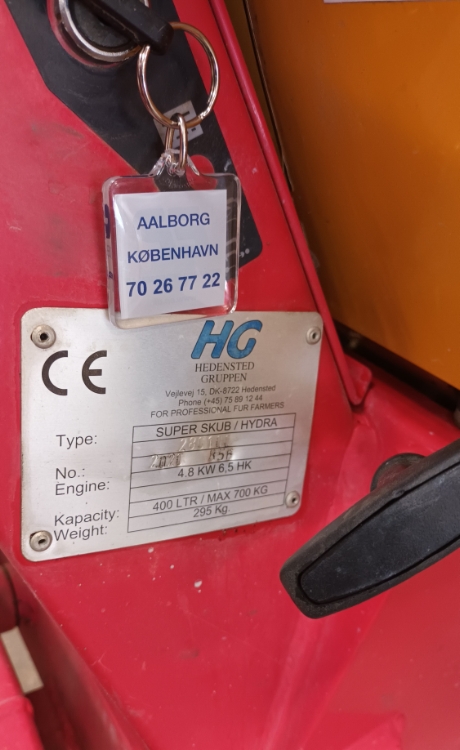 AALBORG
KØBENHAVN
70 26 77 22
CE
HG
HEDENSTED
GRUPPEN
Vejlevej 15, DK-8722 Hedensted
Phone (+45) 75 89 12 44
FOR PROFESSIONAL FUR FARMERS
Type: SUPER SKUB / HYDRA
No.:
Engine: 4.8 KW 6,5 HK
Kapacity: 400 LTR / MAX 700 KG
Weight: 295 Kg